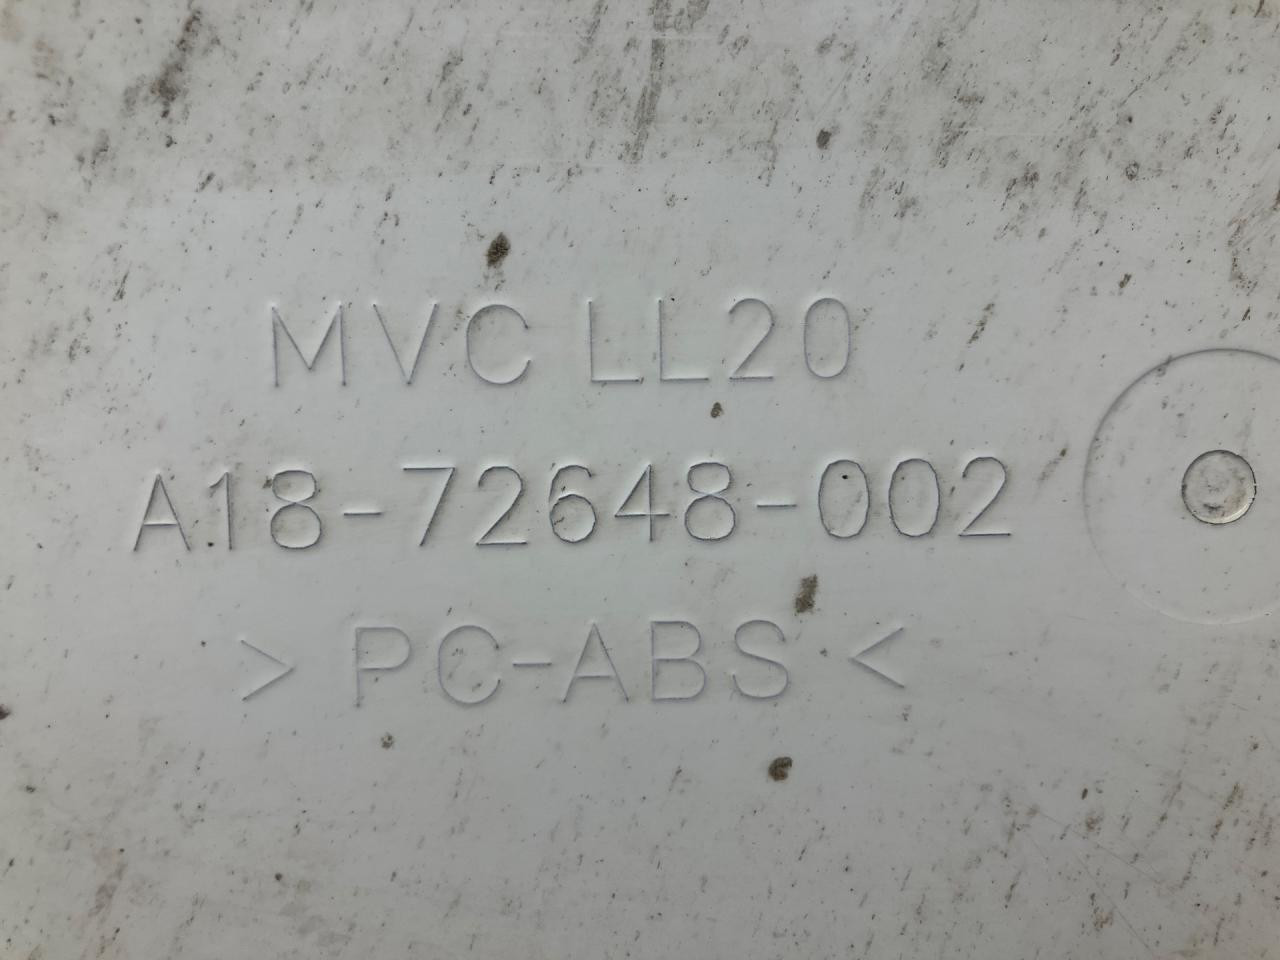 MVC LL20
A18-72648-002
> PC-ABS <